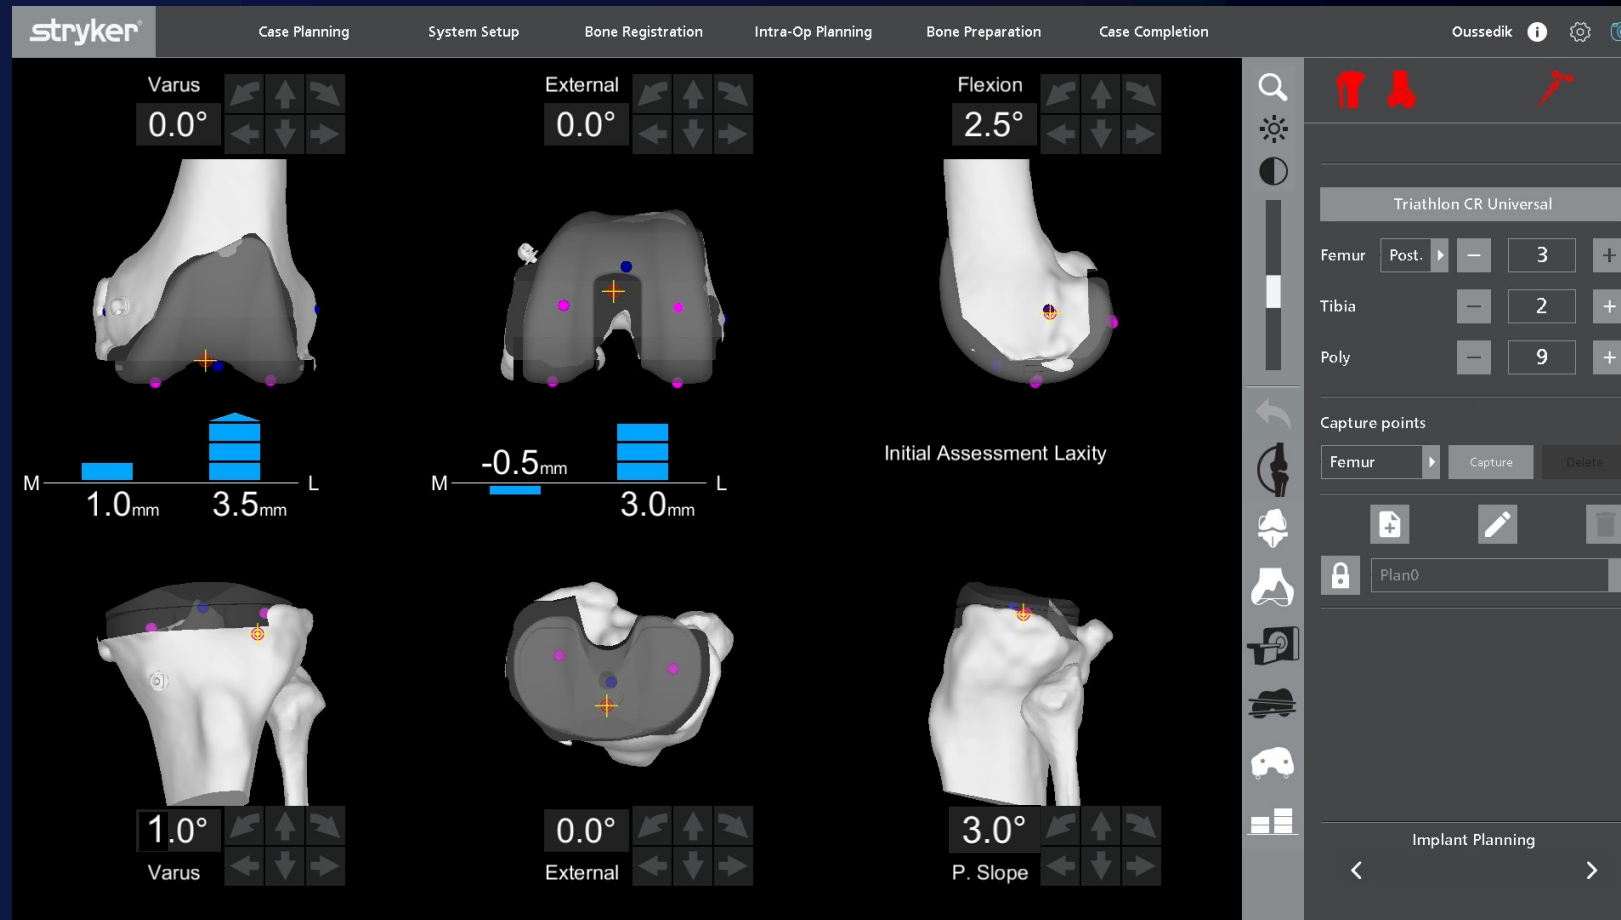 stryker
Case Planning
System Setup
Bone Registration
Intra-Op Planning
Bone Preparation
Case Completion
Oussedik
Varus
0.0°
External
0.0°
Flexion
2.5°
Triathlon CR Universal
Femur Post. 3
Tibia 2
Poly 9
Capture points
Femur Capture Delete
M 1.0mm 3.5mm L
M -0.5mm 3.0mm L
Initial Assessment Laxity
Plan0
1.0°
Varus
0.0°
External
3.0°
P. Slope
Implant Planning